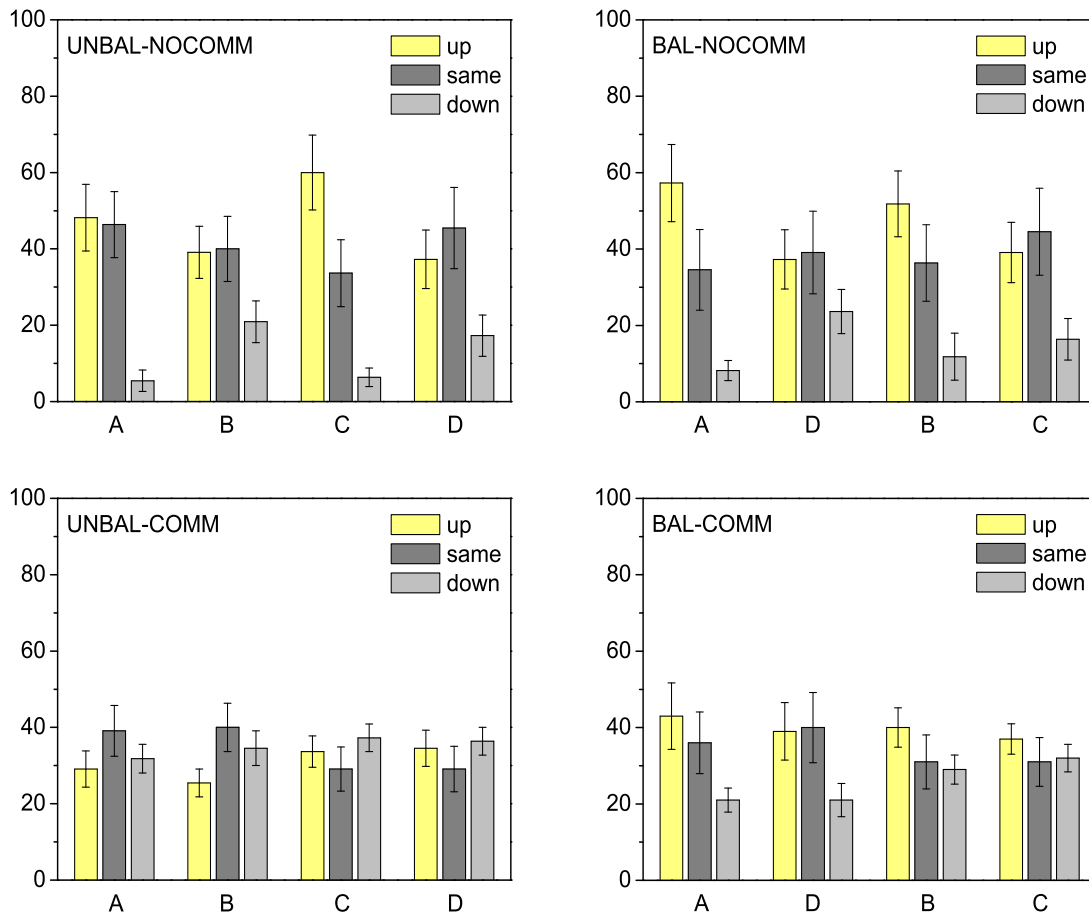 UNBAL-NOCOMM
up
same
down
100
80
60
40
20
0
A B C D
BAL-NOCOMM
up
same
down
100
80
60
40
20
0
A D B C
UNBAL-COMM
up
same
down
100
80
60
40
20
0
A B C D
BAL-COMM
up
same
down
100
80
60
40
20
0
A D B C